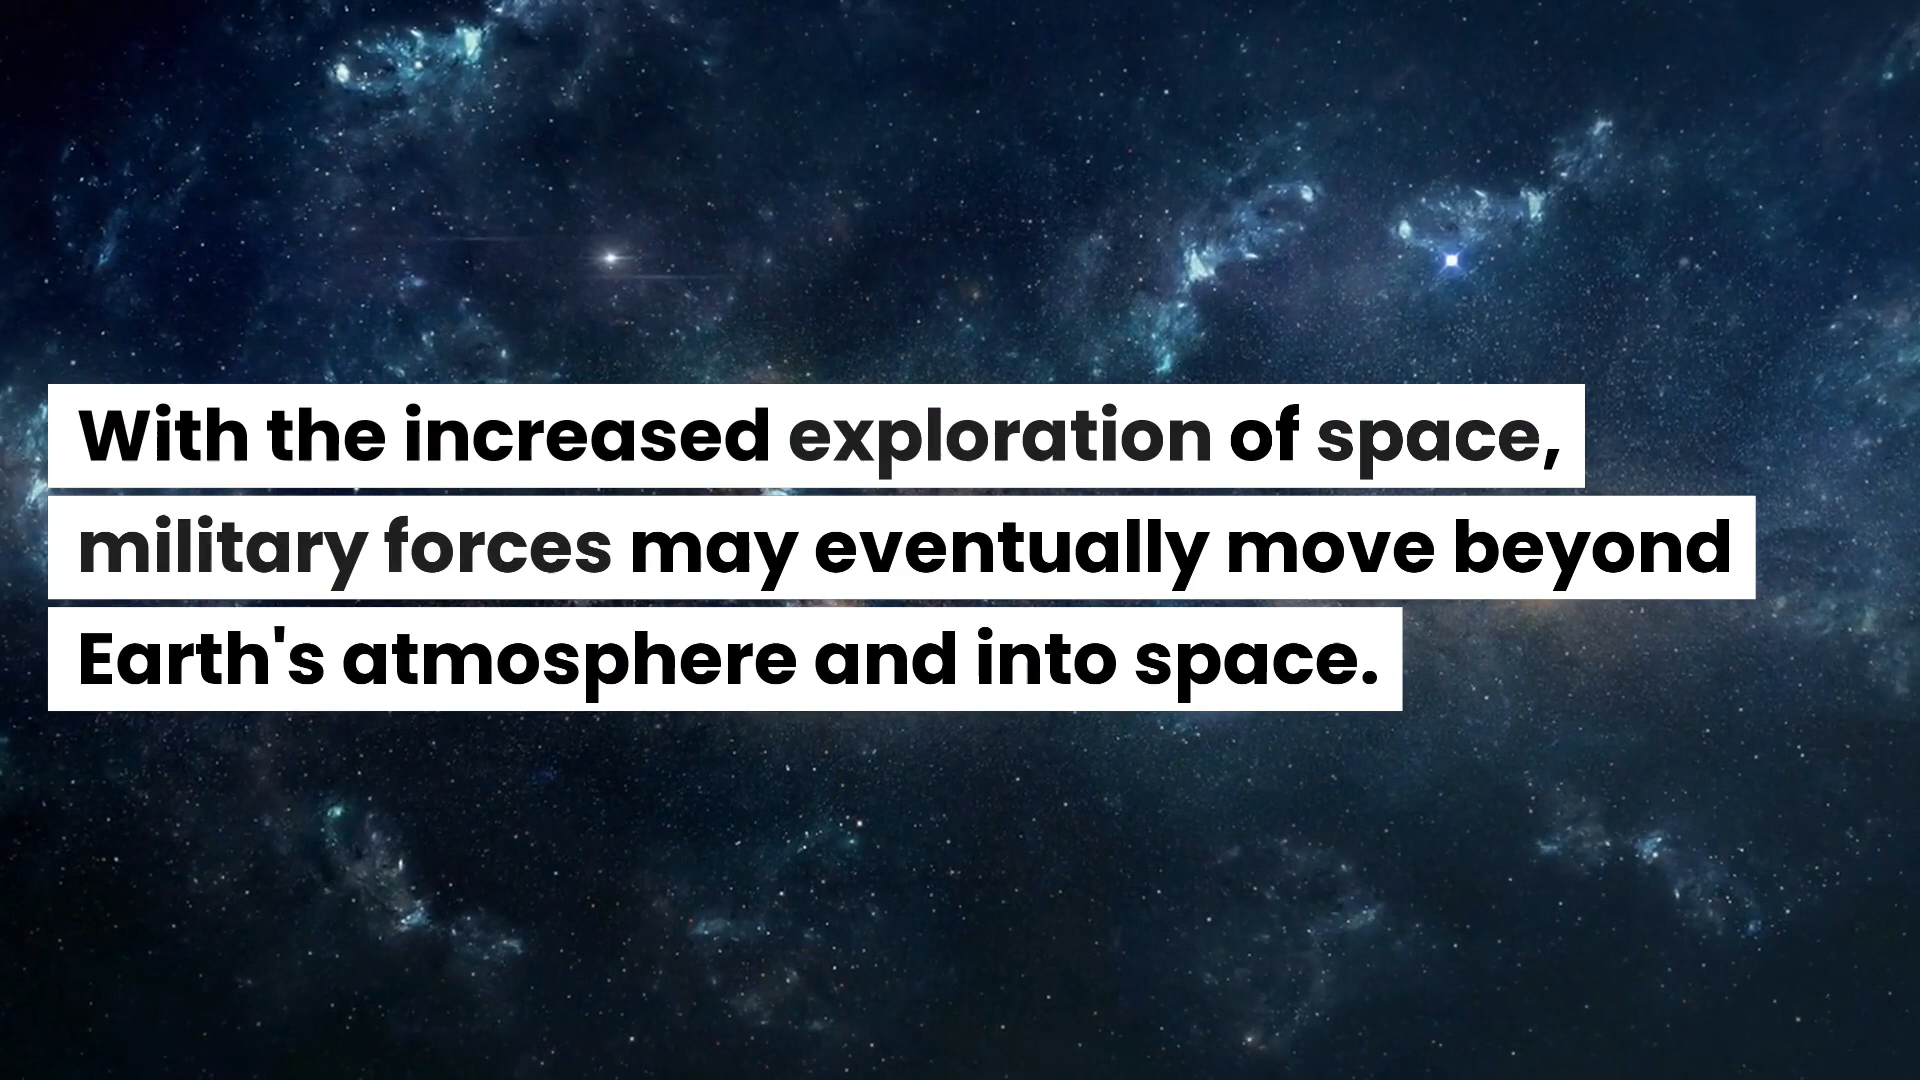 With the increased exploration of space,
military forces may eventually move beyond
Earth's atmosphere and into space.